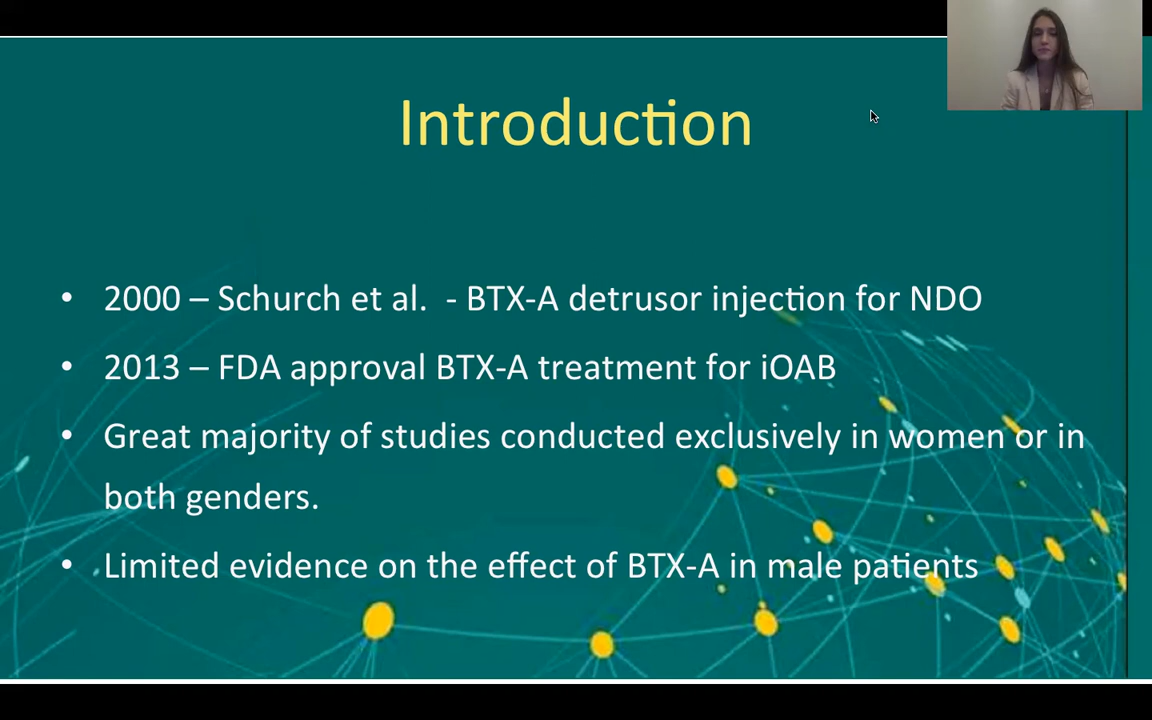 Introduction
• 2000 – Schurch et al.  - BTX-A detrusor injection for NDO
• 2013 – FDA approval BTX-A treatment for iOAB
• Great majority of studies conducted exclusively in women or in
both genders.
• Limited evidence on the effect of BTX-A in male patients